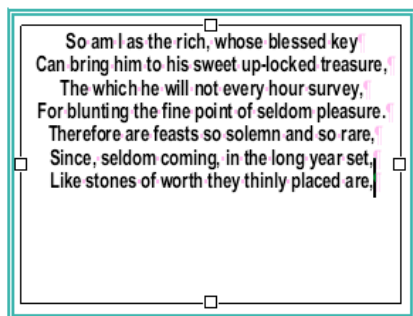 So am I as the rich, whose blessed key
Can bring him to his sweet up-locked treasure,
The which he will not every hour survey,
For blunting the fine point of seldom pleasure.
Therefore are feasts so solemn and so rare,
Since, seldom coming, in the long year set,
Like stones of worth they thinly placed are,